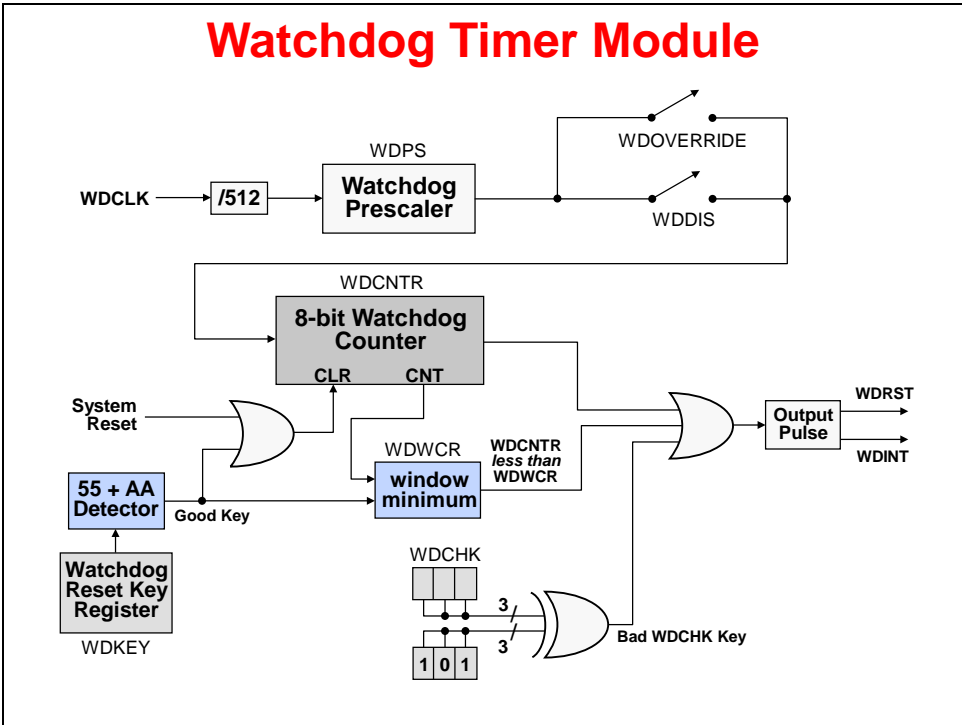 Watchdog Timer Module
WDOVERRIDE
WDPS
WDCLK
/512
Watchdog
Prescaler
WDDIS
WDCNTR
8-bit Watchdog
Counter
CLR
CNT
System
Reset
WDRST
Output
Pulse
WDINT
WDWCR
WDCNTR
less than
WDWCR
window
minimum
55 + AA
Detector
Good Key
Watchdog
Reset Key
Register
WDKEY
WDCHK
3
3
Bad WDCHK Key
1 0 1